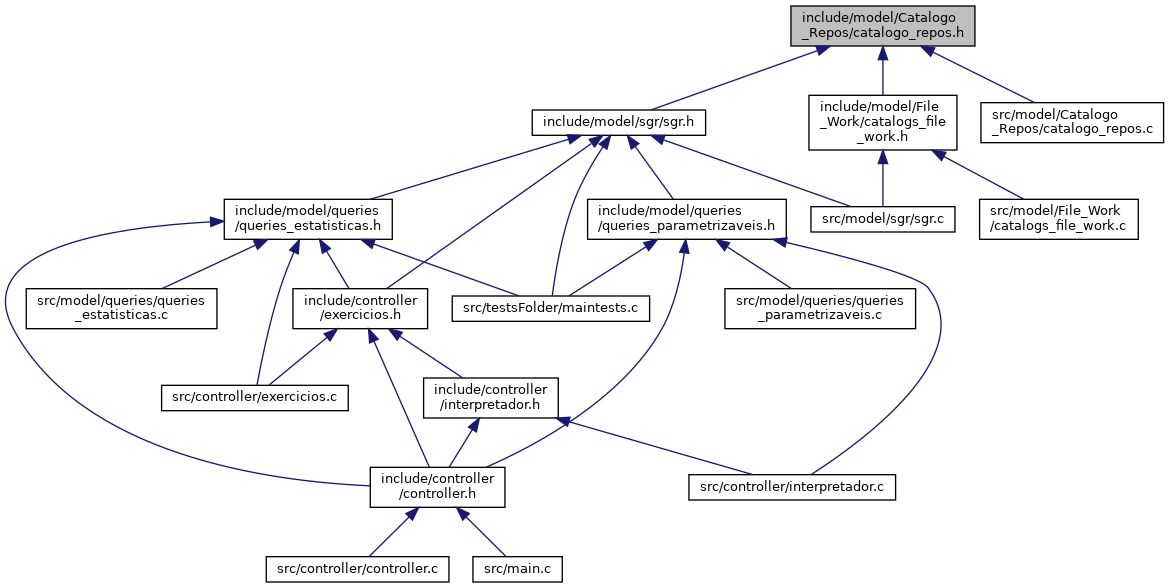 include/model/Catalogo
_Repos/catalogo_repos.h
include/model/sgr/sgr.h
include/model/File
_Work/catalogs_file
_work.h
src/model/Catalogo
_Repos/catalogo_repos.c
include/model/queries
/queries_estatisticas.h
include/model/queries
/queries_parametrizaveis.h
src/model/sgr/sgr.c
src/model/File_Work
/catalogs_file_work.c
src/model/queries/queries
_estatisticas.c
include/controller
/exercicios.h
src/testsFolder/maintests.c
src/model/queries/queries
_parametrizaveis.c
src/controller/exercicios.c
include/controller
/interpretador.h
include/controller
/controller.h
src/controller/interpretador.c
src/controller/controller.c
src/main.c